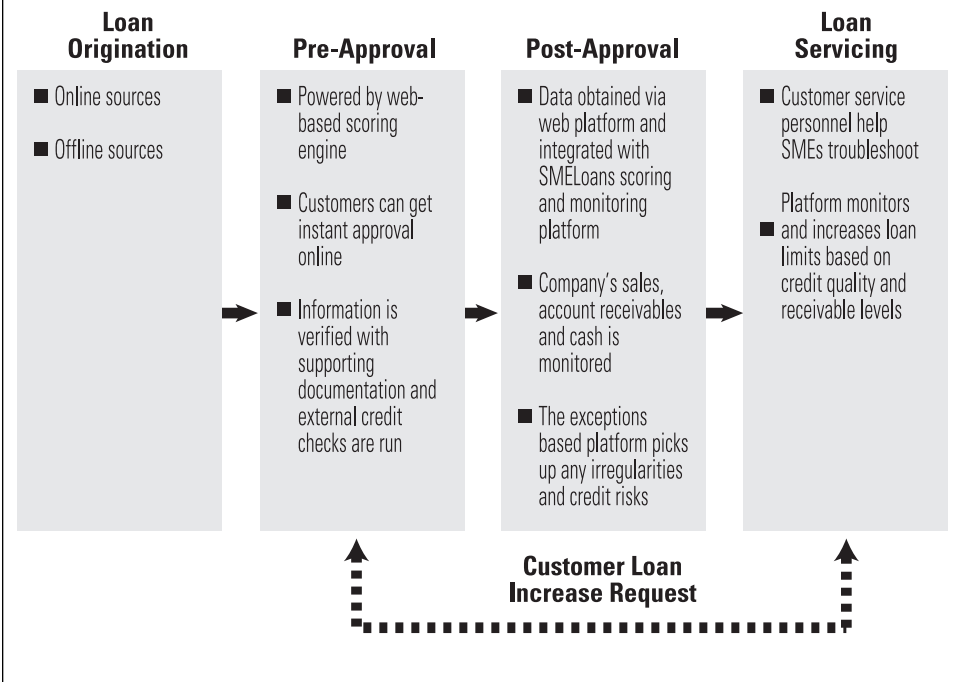 Loan
Origination
■ Online sources
■ Offline sources
Pre-Approval
■ Powered by web-
based scoring
engine
■ Customers can get
instant approval
online
■ Information is
verified with
supporting
documentation and
external credit
checks are run
Post-Approval
■ Data obtained via
web platform and
integrated with
SMELoans scoring
and monitoring
platform
■ Company's sales,
account receivables
and cash is
monitored
■ The exceptions
based platform picks
up any irregularities
and credit risks
Loan
Servicing
■ Customer service
personnel help
SMEs troubleshoot
Platform monitors
■ and increases loan
limits based on
credit quality and
receivable levels
Customer Loan
Increase Request